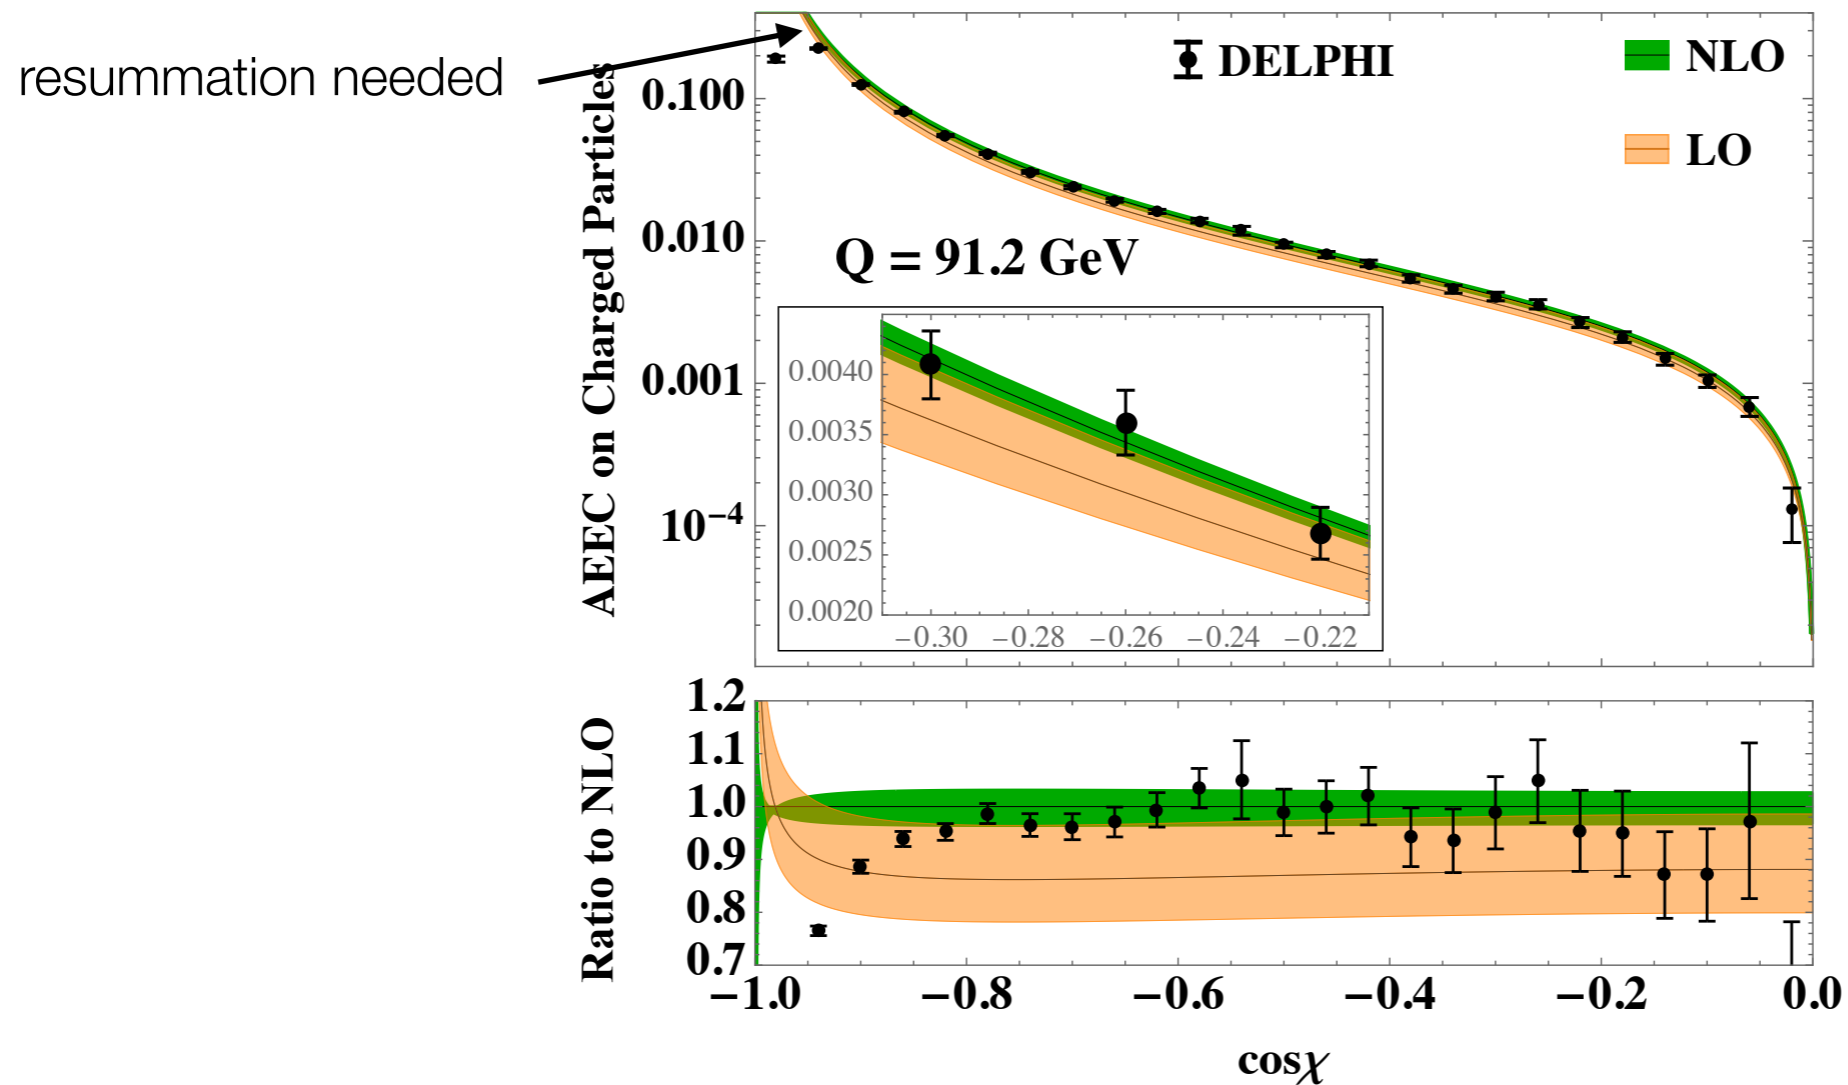 resummation needed
AEEC on Charged Particles
0.100
0.010
0.001
10⁻⁴
DELPHI
NLO
LO
Q = 91.2 GeV
0.0040
0.0035
0.0030
0.0025
0.0020
−0.30 −0.28 −0.26 −0.24 −0.22
Ratio to NLO
1.2
1.1
1.0
0.9
0.8
0.7
−1.0 −0.8 −0.6 −0.4 −0.2 0.0
cosχ